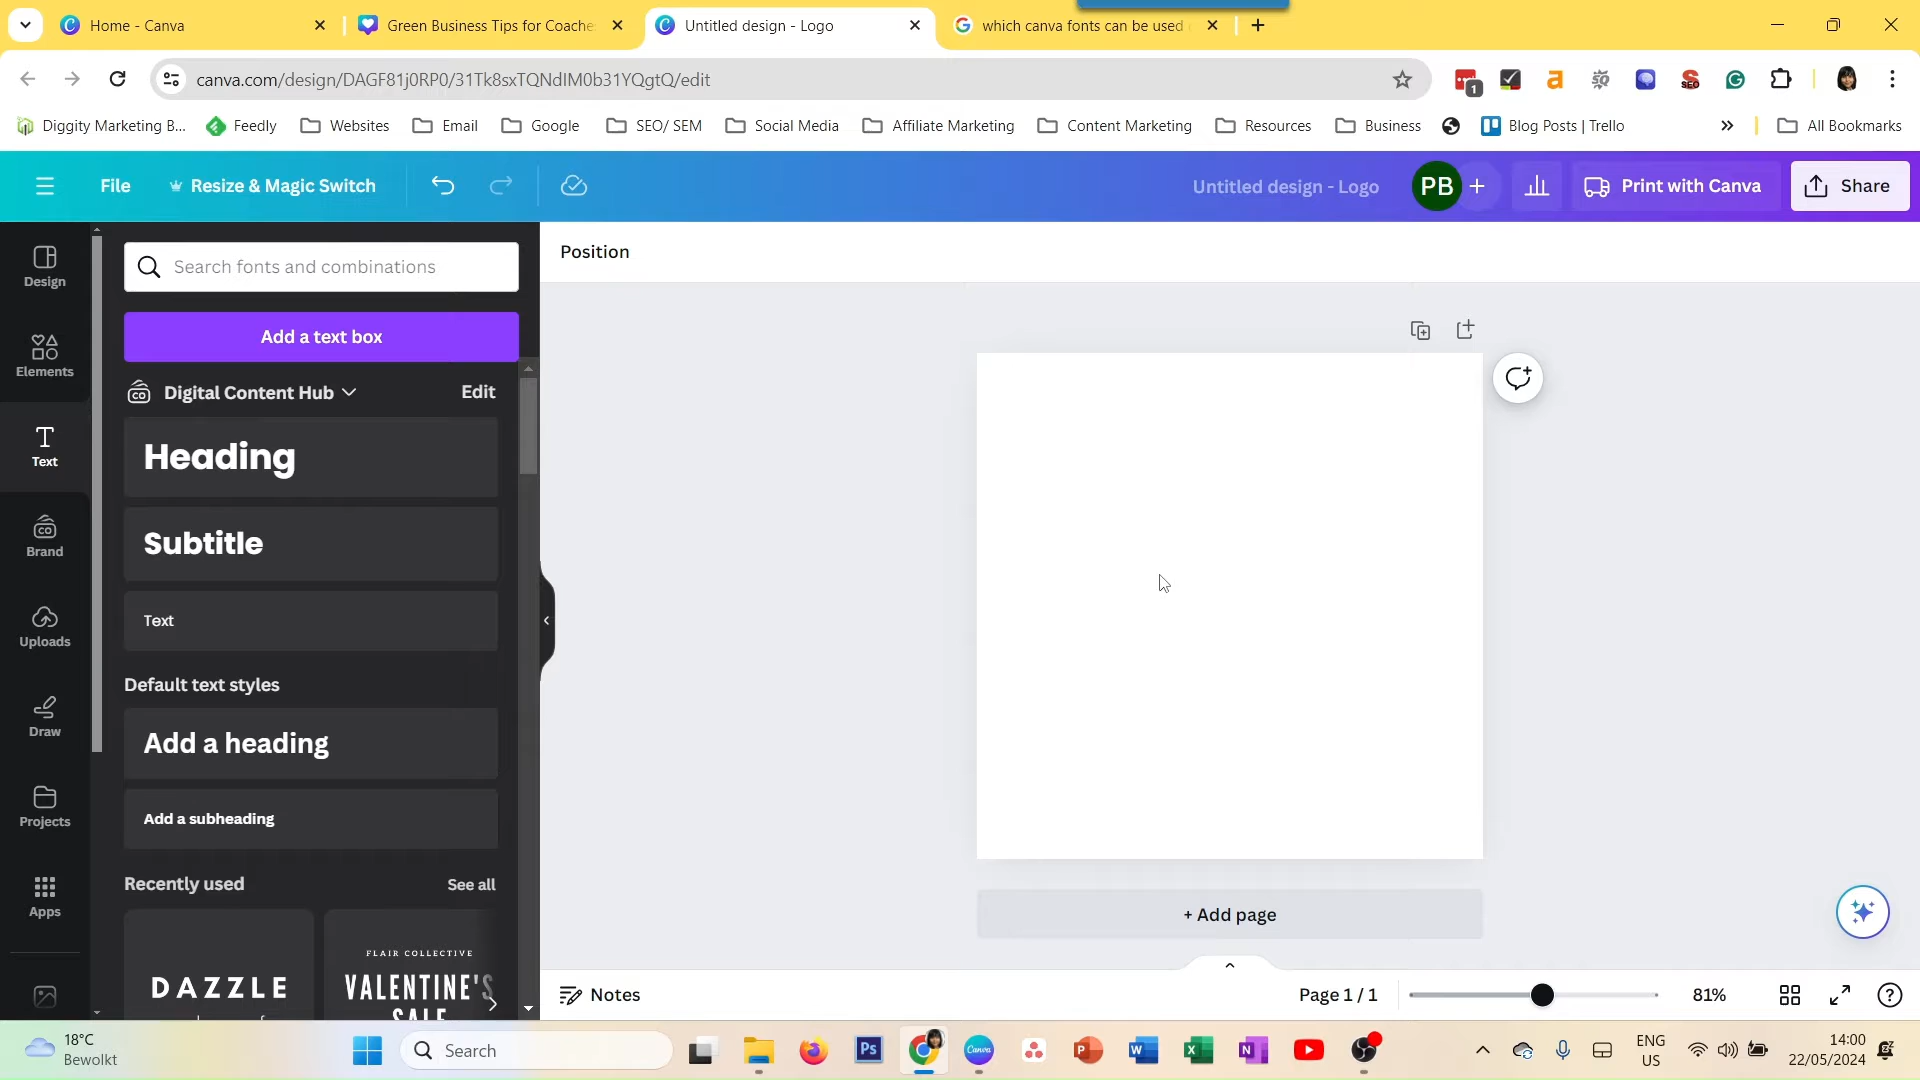 Home - Canva
Green Business Tips for Coache
Untitled design - Logo
which canva fonts can be used
canva.com/design/DAGF81j0RP0/31Tk8sxTQNdIM0b31YQgtQ/edit
1
SEO
Diggity Marketing B...
Feedly
Websites
Email
Google
SEO/ SEM
Social Media
Affiliate Marketing
Content Marketing
Resources
Business
Blog Posts | Trello
All Bookmarks
File
Resize & Magic Switch
Untitled design - Logo
PB
Print with Canva
Share
Design
Elements
Text
Brand
Uploads
Draw
Projects
Apps
Search fonts and combinations
Add a text box
Digital Content Hub
Edit
Heading
Subtitle
Text
Default text styles
Add a heading
Add a subheading
Recently used
See all
DAZZLE
FLAIR COLLECTIVE
VALENTINE'S
SALE
Position
+ Add page
Notes
Page 1 / 1
81%
18°C
Bewolkt
Search
Ps
Canva
ENG
US
14:00
22/05/2024